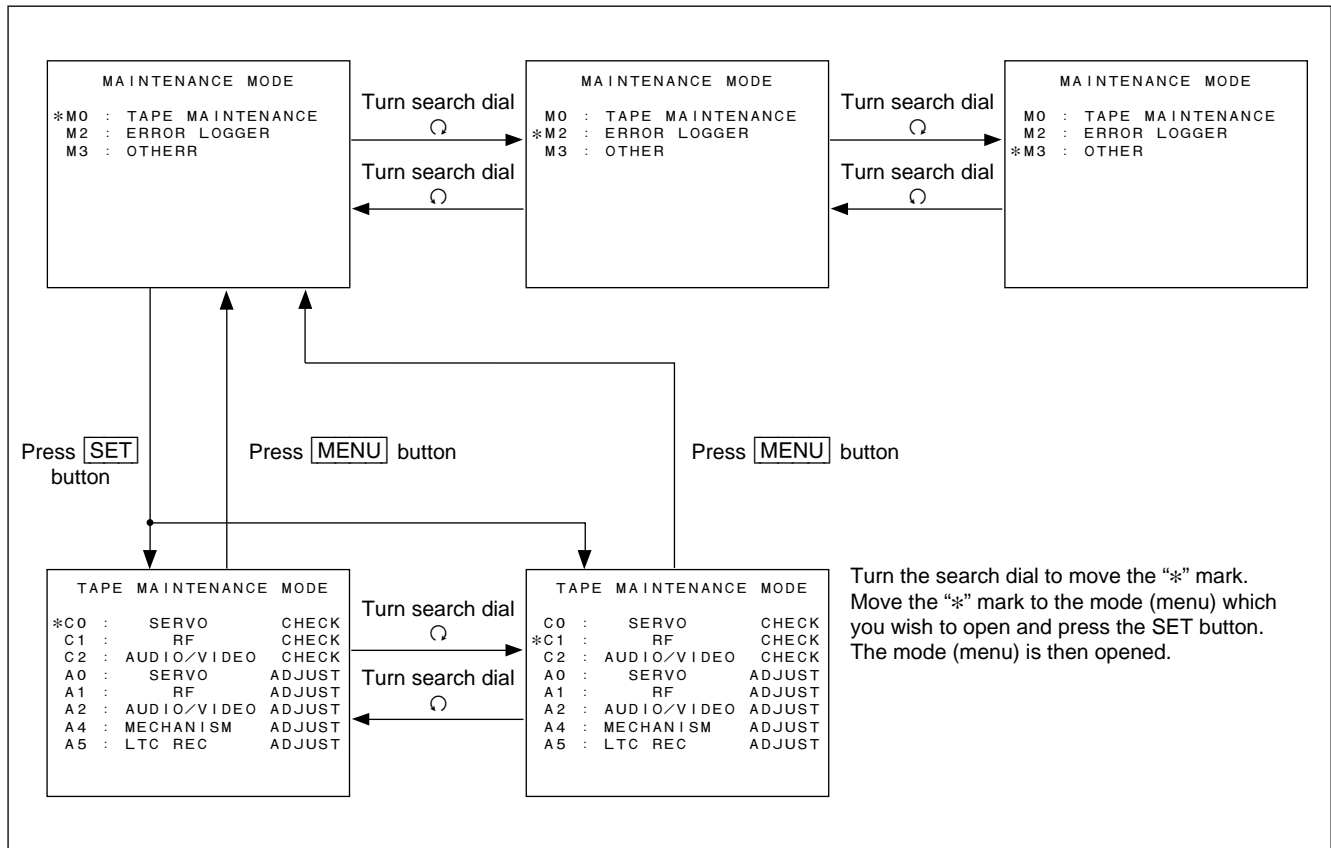 MAINTENANCE MODE
*M0 : TAPE MAINTENANCE
M2 : ERROR LOGGER
M3 : OTHERR
Turn search dial
Turn search dial
MAINTENANCE MODE
M0 : TAPE MAINTENANCE
*M2 : ERROR LOGGER
M3 : OTHER
Turn search dial
Turn search dial
MAINTENANCE MODE
M0 : TAPE MAINTENANCE
M2 : ERROR LOGGER
*M3 : OTHER
Press SET
button
Press MENU button
Press MENU button
TAPE MAINTENANCE MODE
*C0 : SERVO CHECK
C1 : RF CHECK
C2 : AUDIO/VIDEO CHECK
A0 : SERVO ADJUST
A1 : RF ADJUST
A2 : AUDIO/VIDEO ADJUST
A4 : MECHANISM ADJUST
A5 : LTC REC ADJUST
Turn search dial
Turn search dial
TAPE MAINTENANCE MODE
C0 : SERVO CHECK
*C1 : RF CHECK
C2 : AUDIO/VIDEO CHECK
A0 : SERVO ADJUST
A1 : RF ADJUST
A2 : AUDIO/VIDEO ADJUST
A4 : MECHANISM ADJUST
A5 : LTC REC ADJUST
Turn the search dial to move the “*” mark.
Move the “*” mark to the mode (menu) which
you wish to open and press the SET button.
The mode (menu) is then opened.